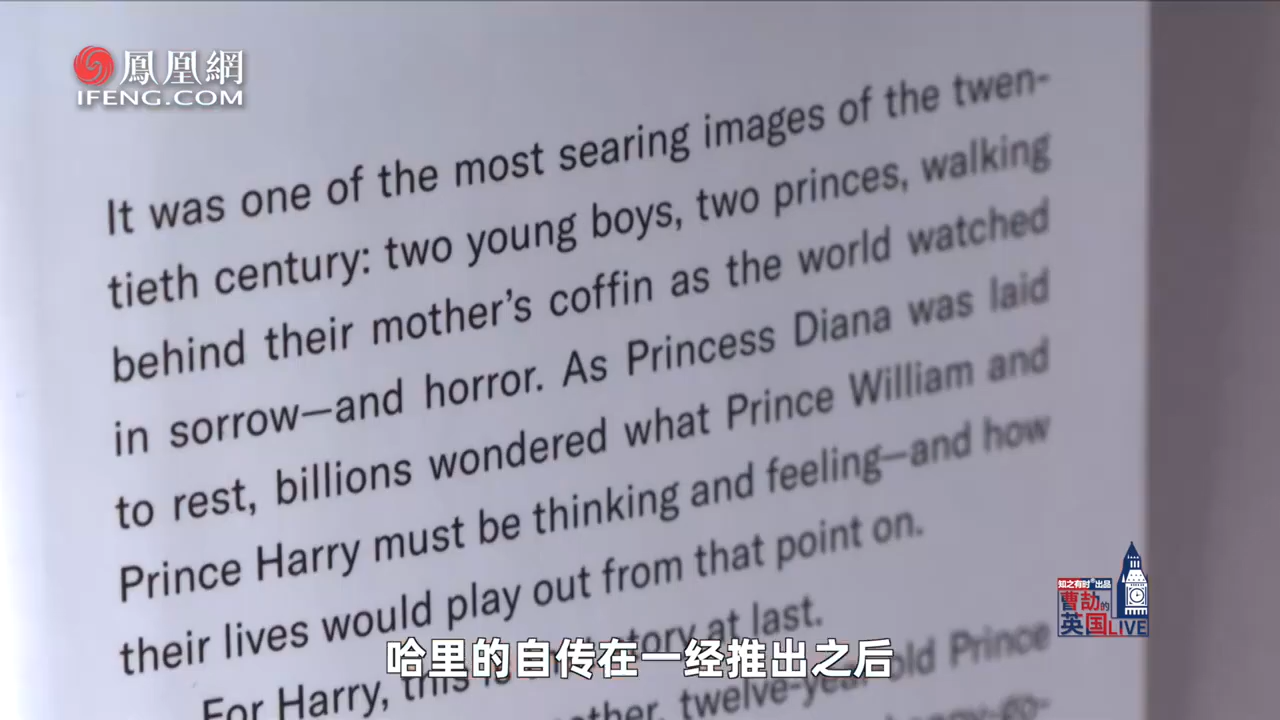 鳳凰網
IFENG.COM
It was one of the most searing images of the twen-
tieth century: two young boys, two princes, walking
behind their mother's coffin as the world watched
in sorrow—and horror. As Princess Diana was laid
to rest, billions wondered what Prince William and
Prince Harry must be thinking and feeling—and how
their lives would play out from that point on.
For Harry, this is story at last.
twelve-year-old Prince
知之有时®出品
曹劼的
英国LIVE
哈里的自传在一经推出之后